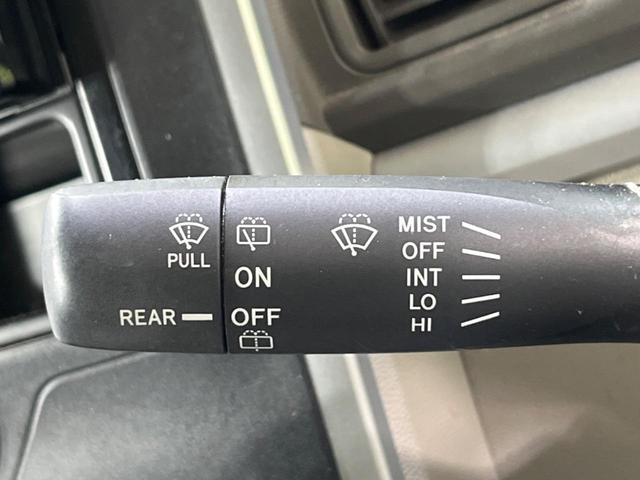 PULL
REAR
ON
OFF
MIST
OFF
INT
LO
HI